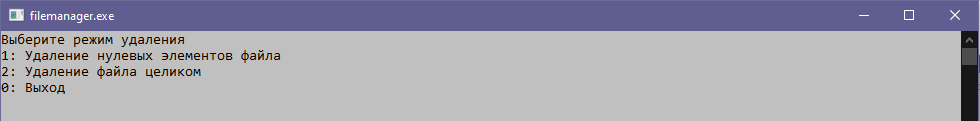 filemanager.exe
Выберите режим удаления
1: Удаление нулевых элементов файла
2: Удаление файла целиком
0: Выход